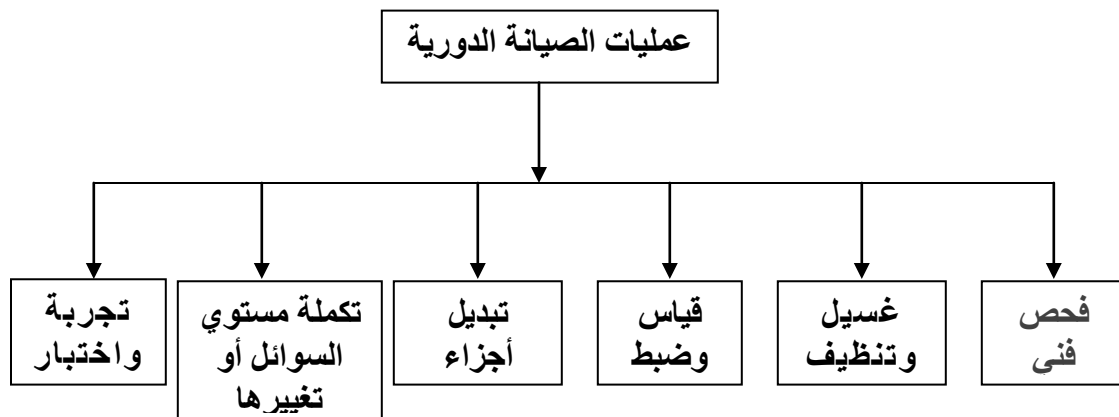 عمليات الصيانة الدورية
فحص
فنى
غسيل
وتنظيف
قياس
وضبط
تبديل
أجزاء
تكملة مستوي
السوائل أو
تغييرها
تجربة
واختبار